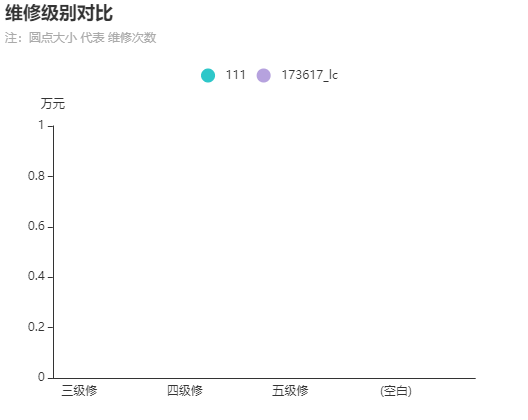 维修级别对比
注：圆点大小 代表 维修次数
111 173617_lc
万元
1
0.8
0.6
0.4
0.2
0
三级修 四级修 五级修 (空白)